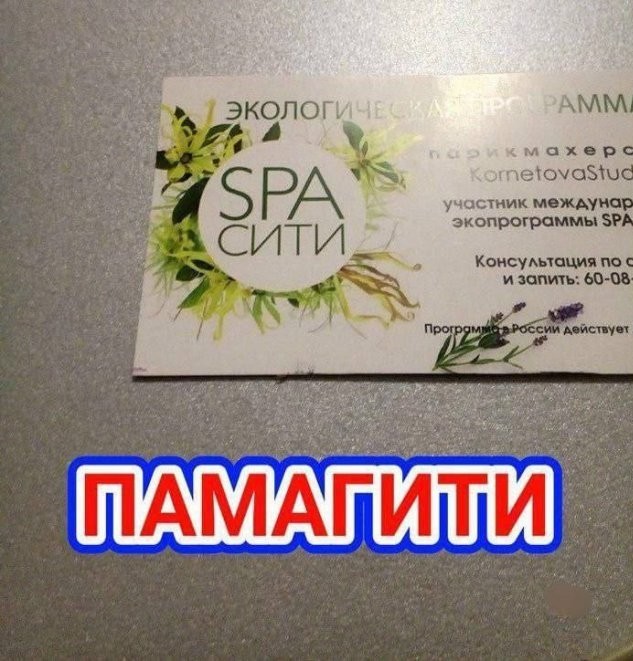 ЭКОЛОГИЧЕСКАЯ ПРОГРАММА
SPA
СИТИ
парикмахерс
KornetovaStud
участник междунар
экопрограммы SPA
Консультация по
и запить: 60-08-
Программа в России действует
ПАМАГИТИ